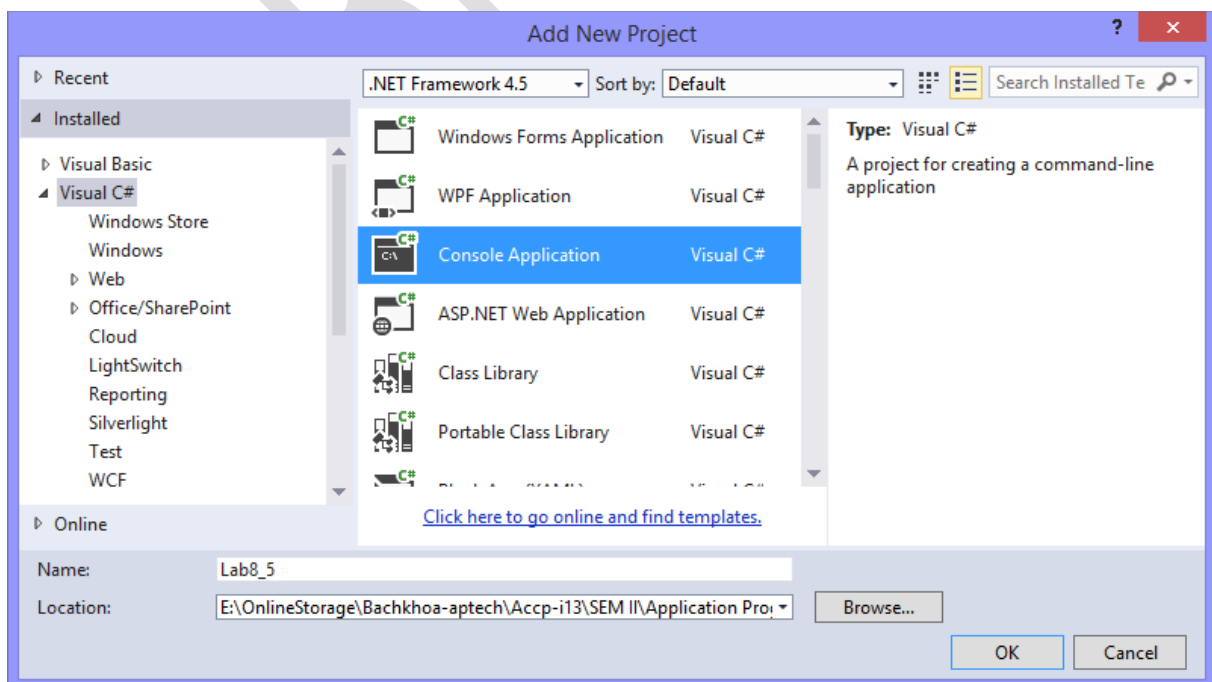 Add New Project
?
Recent
.NET Framework 4.5 Sort by: Default Search Installed Te
Installed
Visual Basic
Visual C#
Windows Store
Windows
Web
Office/SharePoint
Cloud
LightSwitch
Reporting
Silverlight
Test
WCF
Online
C# Windows Forms Application Visual C#
C# WPF Application Visual C#
C# C:\ Console Application Visual C#
C# ASP.NET Web Application Visual C#
C# Class Library Visual C#
C# Portable Class Library Visual C#
C#
Click here to go online and find templates.
Type: Visual C#
A project for creating a command-line
application
Name: Lab8_5
Location: E:\OnlineStorage\Bachkhoa-aptech\Accp-i13\SEM II\Application Pro Browse...
OK Cancel